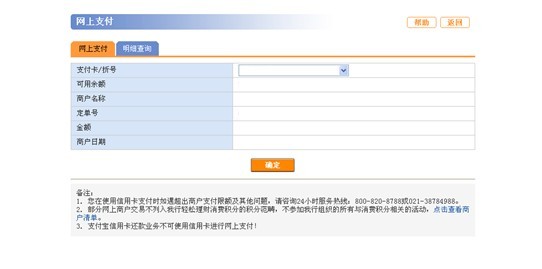 网上支付
帮助 返回
网上支付 明细查询
支付卡/折号
可用余额
商户名称
定单号
金额
商户日期
确定
备注:
1. 您在使用信用卡支付时如遇超出商户支付限额及其他问题,请咨询24小时服务热线:800-820-8788或021-38784988。
2. 部分网上商户交易不列入我行轻松理财消费积分的积分范畴,不参加我行组织的所有与消费积分相关的活动,点击查看商
户清单。
3. 支付宝信用卡还款业务不可使用信用卡进行网上支付!